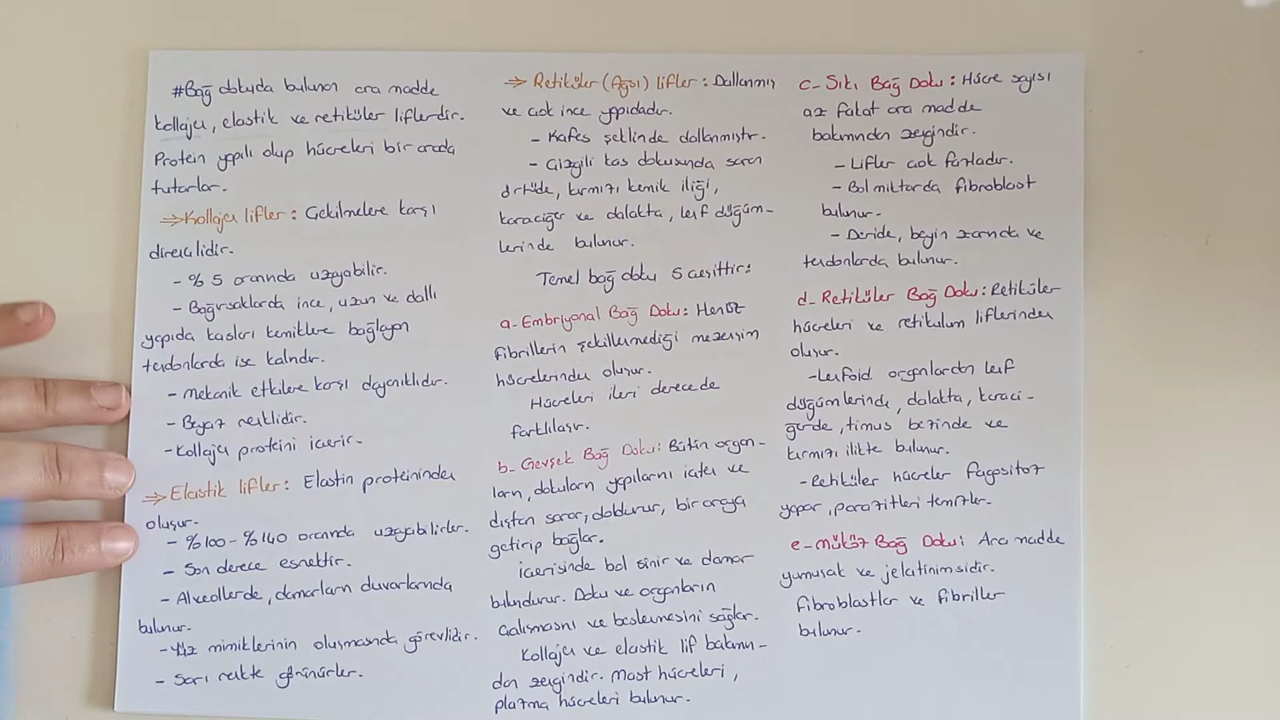 #Bağ dokuda bulunan ara madde
kollajen, elastik ve retiküler liflerdir.
Protein yapılı olup hücreleri bir arada
tutarlar.
⇒Kollajen lifler: Çekilmelere karşı
dirençlidir.
- %5 oranında uzayabilir.
- Bağırsaklarda ince, uzun ve dallı
yapıda kasları kemiklere bağlayan
tendonlarda ise kalındır.
- Mekanik etkilere karşı dayanıklıdır.
- Beyaz renklidir.
- Kollajen proteini içerir.
⇒Elastik lifler: Elastin proteininden
oluşur.
- %100-%140 oranında uzayabilirler.
- Son derece esnektir.
- Alveollerde, damarların duvarlarında
bulunur.
- Yüz mimiklerinin oluşmasında görevlidir.
- Sarı renkte görünürler.
⇒ Retiküler (Ağsı) lifler: Dallanmış
ve çok ince yapıdadır.
- Kafes şeklinde dallanmıştır.
- Çizgili kas dokusunda saran
örtüde, kırmızı kemik iliği,
karaciğer ve dalakta, lenf düğüm-
lerinde bulunur.
Temel bağ doku 5 çeşittir:
a- Embriyonal Bağ Doku: Henüz
fibrillerin şekillenmediği mezenşim
hücrelerinden oluşur.
Hücreleri ileri derecede
farklılaşır.
b- Gevşek Bağ Doku: Bütün organ-
ların, dokuların yapılarını içten ve
dıştan sarar, doldurur, bir araya
getirip bağlar.
İçerisinde bol sinir ve damar
bulundurur. Doku ve organların
çalışmasını ve beslenmesini sağlar.
Kollajen ve elastik lif bakımın-
dan zengindir. Mast hücreleri,
plazma hücreleri bulunur.
c- Sıkı Bağ Doku: Hücre sayısı
az fakat ara madde
bakımından zengindir.
- Lifler çok fazladır.
- Bol miktarda fibroblast
bulunur.
- Deride, beyin zarında ve
tendonlarda bulunur.
d- Retiküler Bağ Doku: Retiküler
hücreleri ve retikulum liflerinden
oluşur.
- Lenfoid organlardan lenf
düğümlerinde, dalakta, karaci-
ğerde, timus bezinde ve
kırmızı ilikte bulunur.
- Retiküler hücreler fagositoz
yapar, parazitleri temizler.
e- Müköz Bağ Doku: Ara madde
yumuşak ve jelatinimsidir.
Fibroblastlar ve fibriller
bulunur.